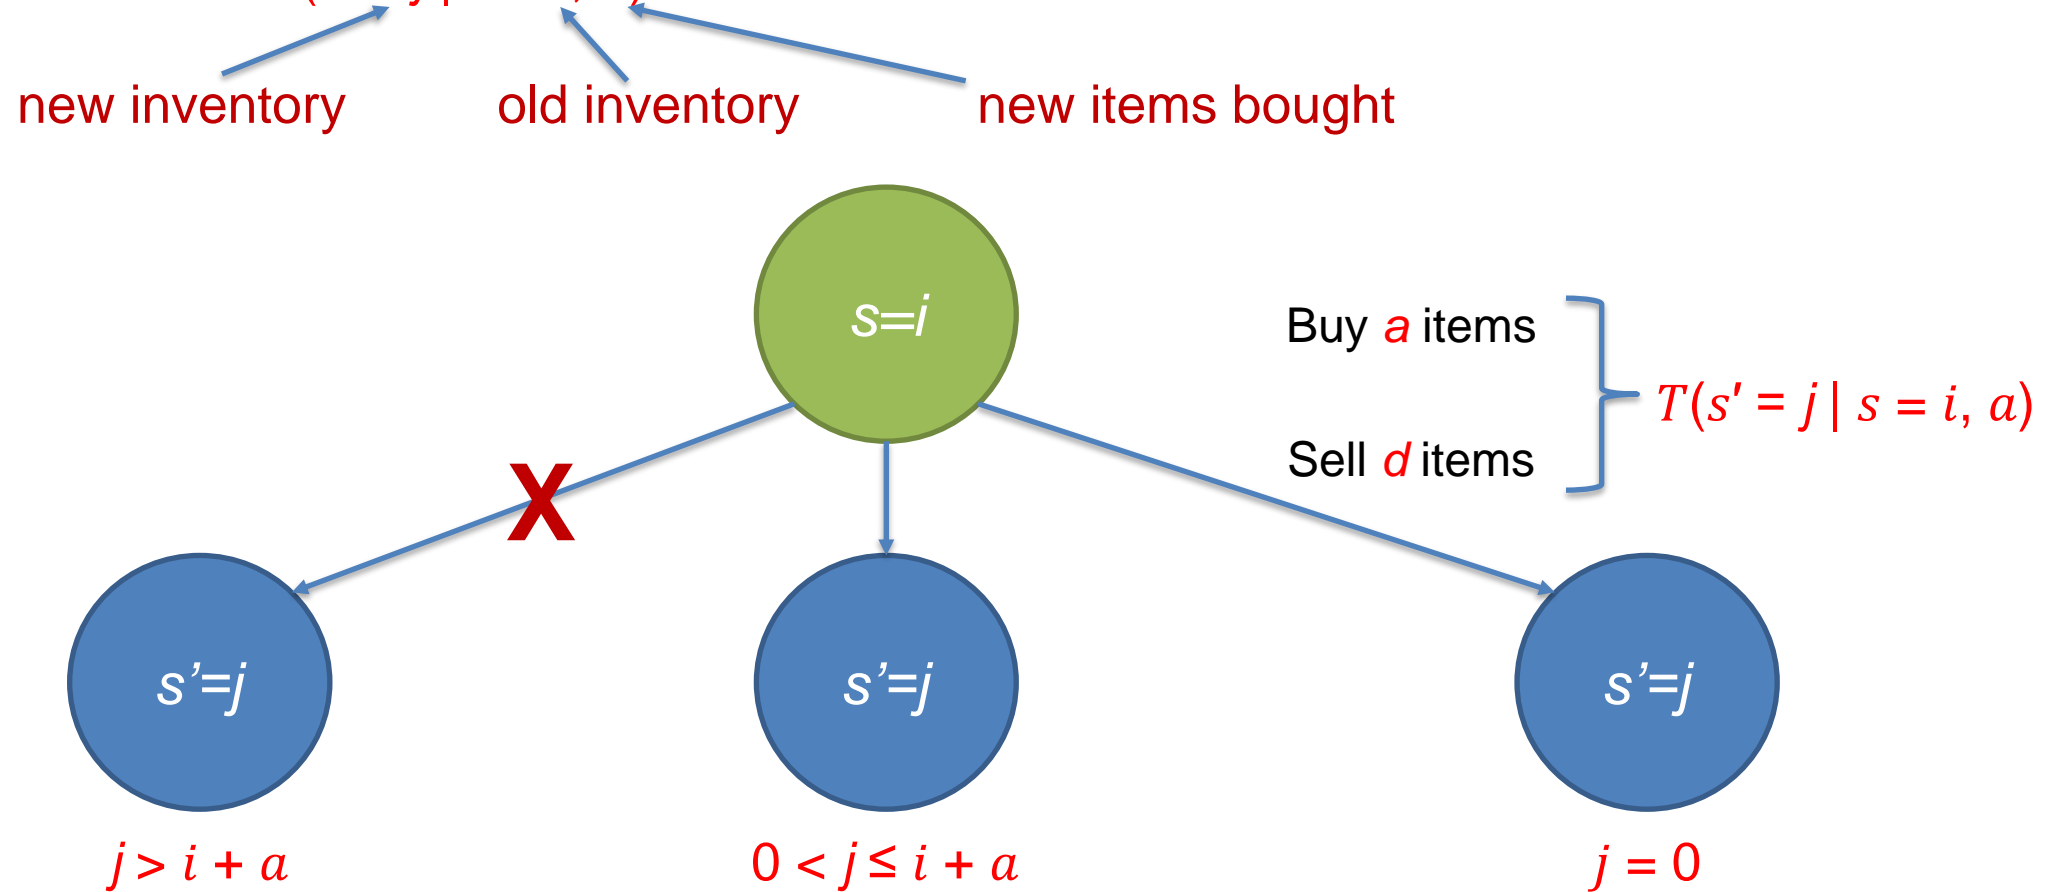 new inventory old inventory new items bought
s=i
Buy a items
T(s′ = j | s = i, a)
Sell d items
X
s’=j s’=j s’=j
j > i + a 0 < j ≤ i + a j = 0